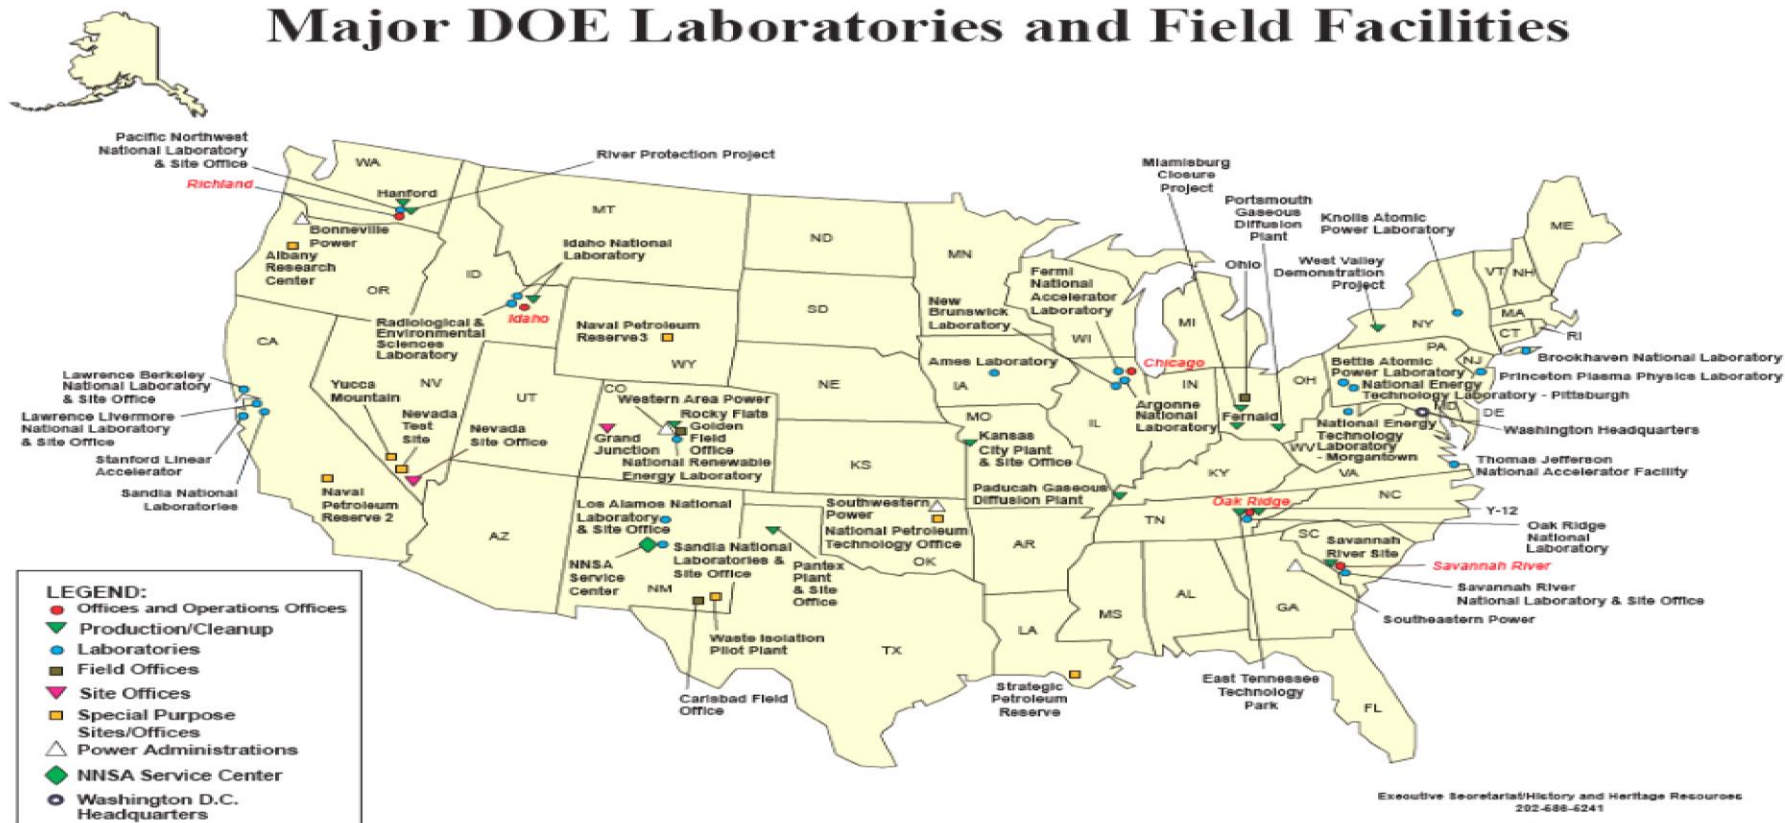 Major DOE Laboratories and Field Facilities
Pacific Northwest
National Laboratory
& Site Office
Richland
WA
Hanford
River Protection Project
Bonneville
Power
Albany
Research
Center
OR
ID
MT
Idaho National
Laboratory
Radiological &
Environmental
Sciences
Laboratory
Idaho
ND
SD
MN
Naval Petroleum
Reserve3
WY
NE
CA
NV
UT
Lawrence Berkeley
National Laboratory
& Site Office
Lawrence Livermore
National Laboratory
& Site Office
Stanford Linear
Accelerator
Sandia National
Laboratories
Yucca
Mountain
Nevada
Test
Site
Nevada
Site Office
Naval
Petroleum
Reserve 2
CO
Western Area Power
Rocky Flats
Golden
Field
Office
Grand
Junction
National Renewable
Energy Laboratory
KS
AZ
Los Alamos National
Laboratory
& Site Office
NNSA
Service
Center
Sandia National
Laboratories &
Site Office
NM
Pantex
Plant
& Site
Office
Waste Isolation
Pilot Plant
Carlsbad Field
Office
TX
Southwestern
Power
National Petroleum
Technology Office
OK
New
Brunswick
Laboratory
Fermi
National
Accelerator
Laboratory
WI
Ames Laboratory
IA
MO
Kansas
City Plant
& Site Office
Paducah Gaseous
Diffusion Plant
IL
Chicago
Argonne
National
Laboratory
IN
MI
OH
Miamisburg
Closure
Project
Portsmouth
Gaseous
Diffusion
Plant
Ohio
Fernald
Knolls Atomic
Power Laboratory
West Valley
Demonstration
Project
ME
VT
NH
NY
MA
CT
RI
PA
NJ
Brookhaven National Laboratory
Princeton Plasma Physics Laboratory
Bettis Atomic
Power Laboratory
National Energy
Technology Laboratory - Pittsburgh
MD
DE
Washington Headquarters
National Energy
Technology
Laboratory
- Morgantown
WV
VA
Thomas Jefferson
National Accelerator Facility
KY
NC
TN
Oak Ridge
Y-12
Oak Ridge
National
Laboratory
SC
Savannah
River Site
Savannah River
Savannah River
National Laboratory & Site Office
Southeastern Power
AR
MS
AL
GA
LA
FL
Strategic
Petroleum
Reserve
East Tennessee
Technology
Park
LEGEND:
Offices and Operations Offices
Production/Cleanup
Laboratories
Field Offices
Site Offices
Special Purpose
Sites/Offices
Power Administrations
NNSA Service Center
Washington D.C.
Headquarters
Executive Secretariat/History and Heritage Resources
202-586-5241